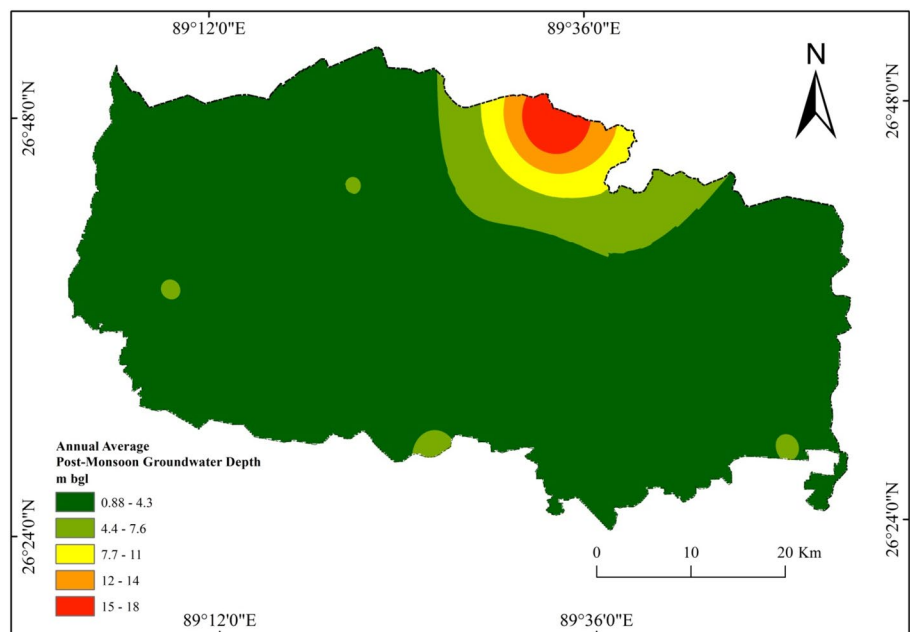 89°12'0"E
89°36'0"E
N
26°48'0"N
26°48'0"N
Annual Average
Post-Monsoon Groundwater Depth
m bgl
0.88 - 4.3
4.4 - 7.6
7.7 - 11
12 - 14
15 - 18
26°24'0"N
26°24'0"N
0 10 20 Km
89°12'0"E
89°36'0"E